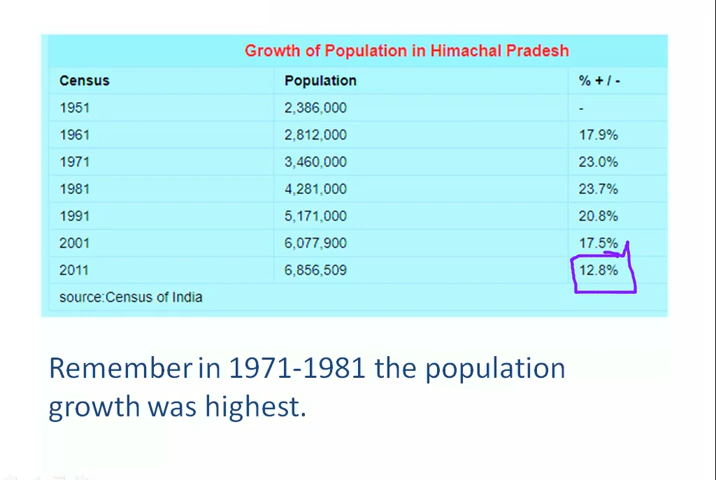 Growth of Population in Himachal Pradesh
Census Population % + / -
1951 2,386,000 -
1961 2,812,000 17.9%
1971 3,460,000 23.0%
1981 4,281,000 23.7%
1991 5,171,000 20.8%
2001 6,077,900 17.5%
2011 6,856,509 12.8%
source:Census of India
Remember in 1971-1981 the population
growth was highest.